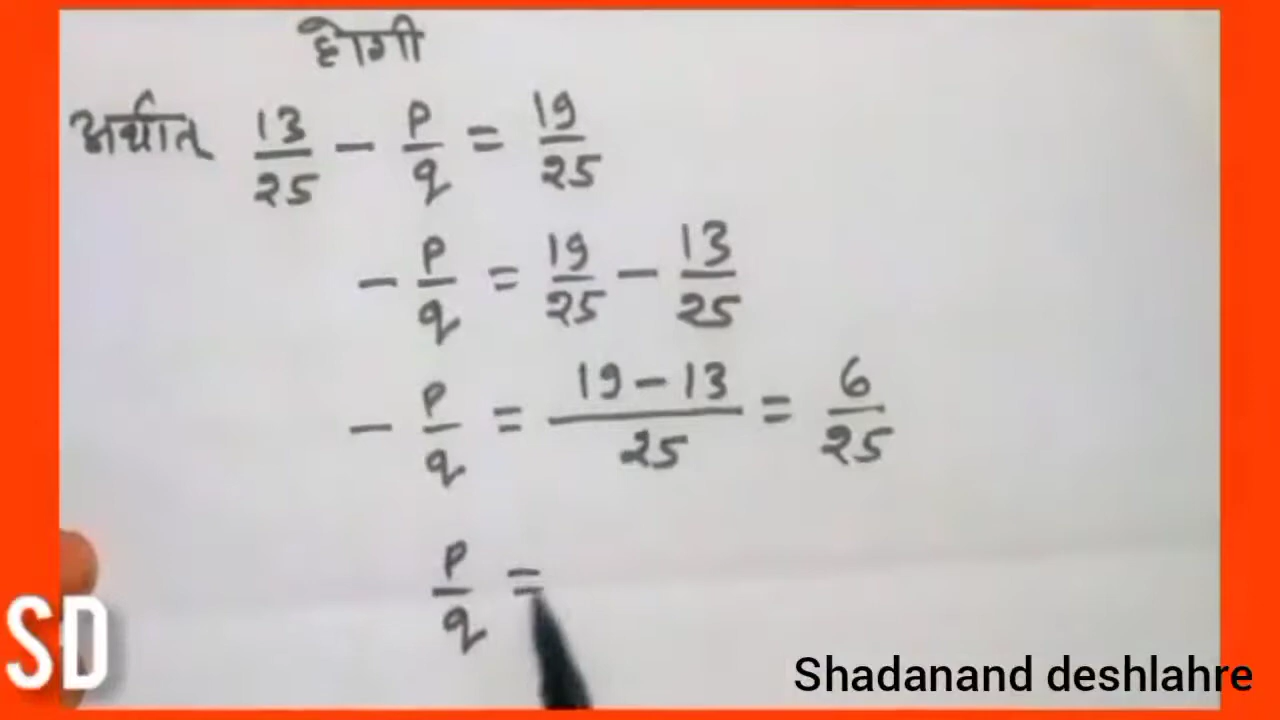 होगी
अर्थात् 13/25 - p/q = 19/25
- p/q = 19/25 - 13/25
- p/q = 19-13/25 = 6/25
p/q =
SD
Shadanand deshlahre